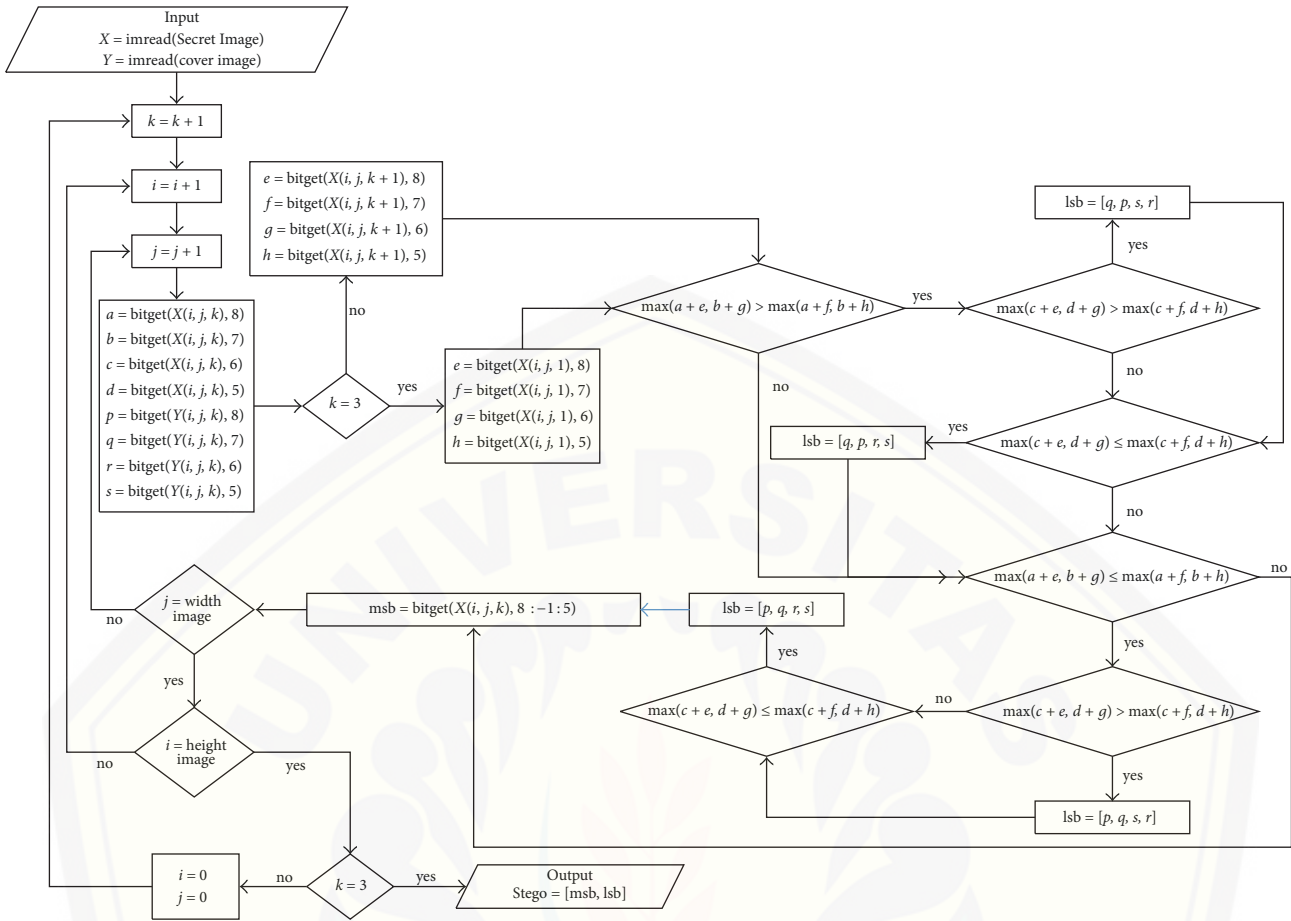 Input
X = imread(Secret Image)
Y = imread(cover image)
k = k + 1
i = i + 1
j = j + 1
a = bitget(X(i, j, k), 8)
b = bitget(X(i, j, k), 7)
c = bitget(X(i, j, k), 6)
d = bitget(X(i, j, k), 5)
p = bitget(Y(i, j, k), 8)
q = bitget(Y(i, j, k), 7)
r = bitget(Y(i, j, k), 6)
s = bitget(Y(i, j, k), 5)
k = 3
no
yes
e = bitget(X(i, j, k + 1), 8)
f = bitget(X(i, j, k + 1), 7)
g = bitget(X(i, j, k + 1), 6)
h = bitget(X(i, j, k + 1), 5)
e = bitget(X(i, j, 1), 8)
f = bitget(X(i, j, 1), 7)
g = bitget(X(i, j, 1), 6)
h = bitget(X(i, j, 1), 5)
max(a + e, b + g) > max(a + f, b + h)
yes
no
lsb = [q, p, s, r]
yes
max(c + e, d + g) > max(c + f, d + h)
no
max(c + e, d + g) ≤ max(c + f, d + h)
yes
lsb = [q, p, r, s]
no
max(a + e, b + g) ≤ max(a + f, b + h)
no
yes
max(c + e, d + g) > max(c + f, d + h)
no
yes
lsb = [p, q, s, r]
max(c + e, d + g) ≤ max(c + f, d + h)
yes
lsb = [p, q, r, s]
msb = bitget(X(i, j, k), 8 : −1 : 5)
j = width
image
no
yes
i = height
image
no
yes
k = 3
no
yes
i = 0
j = 0
Output
Stego = [msb, lsb]
UNIVERSITAS